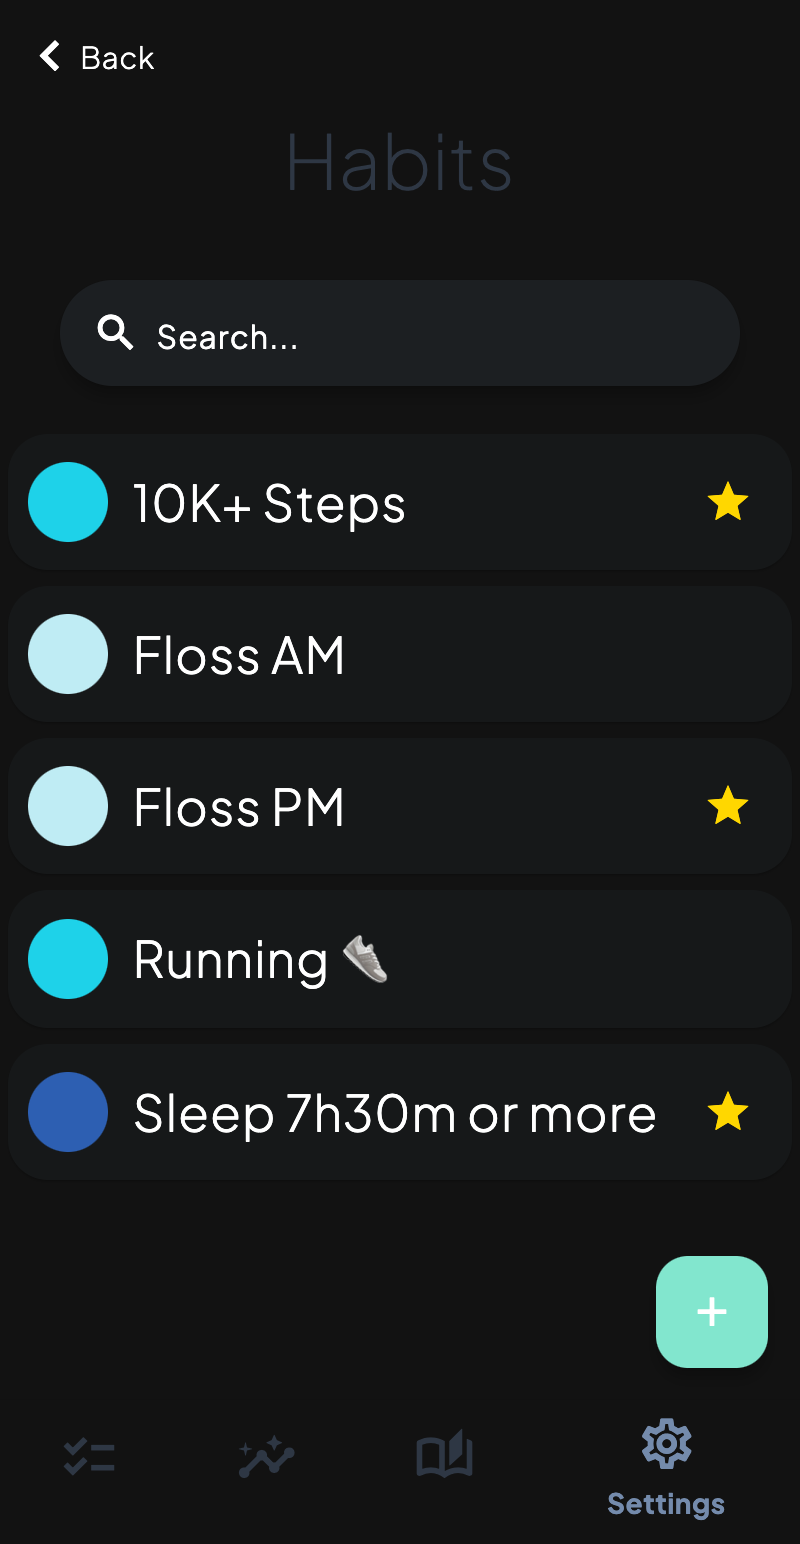 Back
Habits
Search...
10K+ Steps
Floss AM
Floss PM
Running 👟
Sleep 7h30m or more
+
Settings